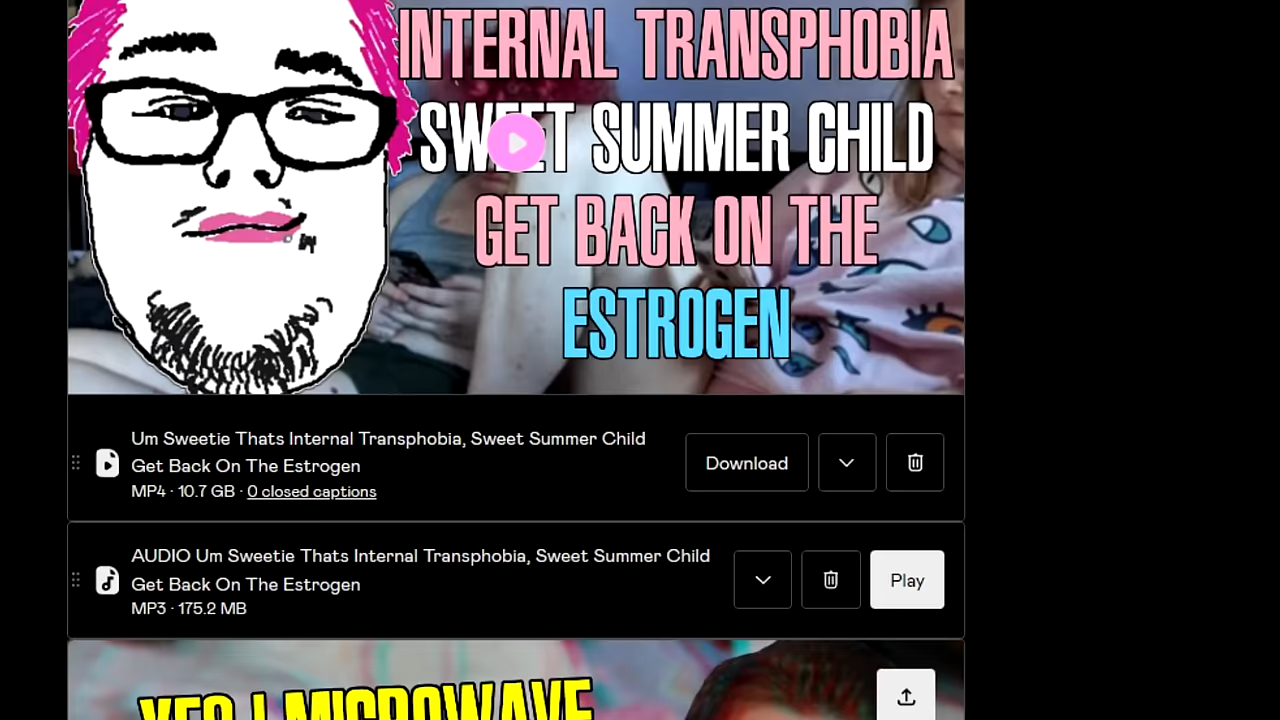 INTERNAL TRANSPHOBIA
SWEET SUMMER CHILD
GET BACK ON THE
ESTROGEN
Um Sweetie Thats Internal Transphobia, Sweet Summer Child
Get Back On The Estrogen
MP4 · 10.7 GB · 0 closed captions
Download
AUDIO Um Sweetie Thats Internal Transphobia, Sweet Summer Child
Get Back On The Estrogen
MP3 · 175.2 MB
Play
YES I MICROWAVE